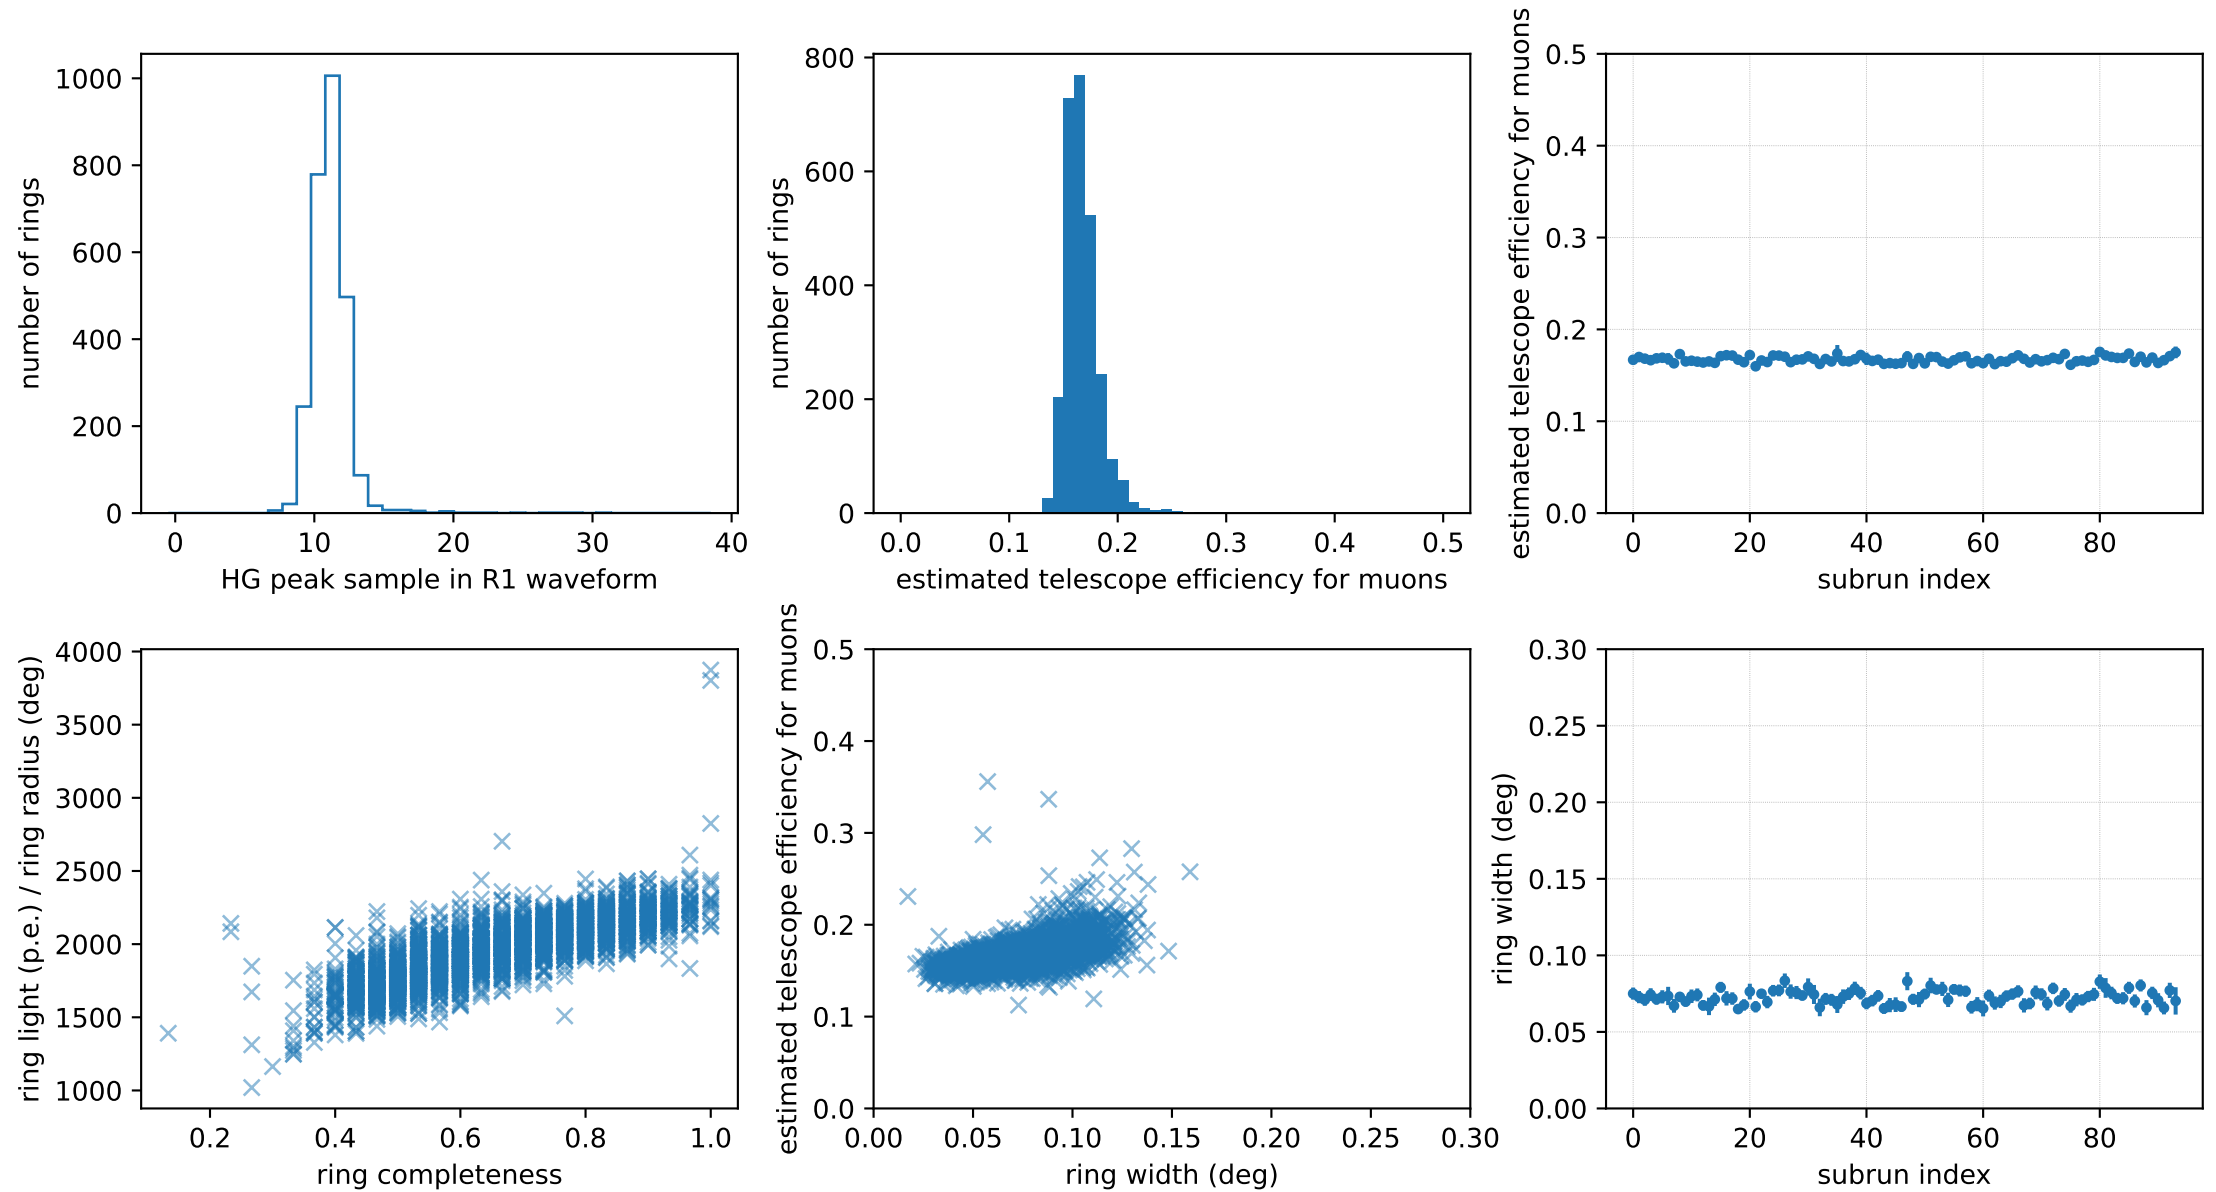 number of rings
1000
800
600
400
200
0
0 10 20 30 40
HG peak sample in R1 waveform
number of rings
800
600
400
200
0
0.0 0.1 0.2 0.3 0.4 0.5
estimated telescope efficiency for muons
estimated telescope efficiency for muons
0.5
0.4
0.3
0.2
0.1
0.0
0 20 40 60 80
subrun index
ring light (p.e.) / ring radius (deg)
4000
3500
3000
2500
2000
1500
1000
0.2 0.4 0.6 0.8 1.0
ring completeness
estimated telescope efficiency for muons
0.5
0.4
0.3
0.2
0.1
0.0
0.00 0.05 0.10 0.15 0.20 0.25 0.30
ring width (deg)
ring width (deg)
0.30
0.25
0.20
0.15
0.10
0.05
0.00
0 20 40 60 80
subrun index